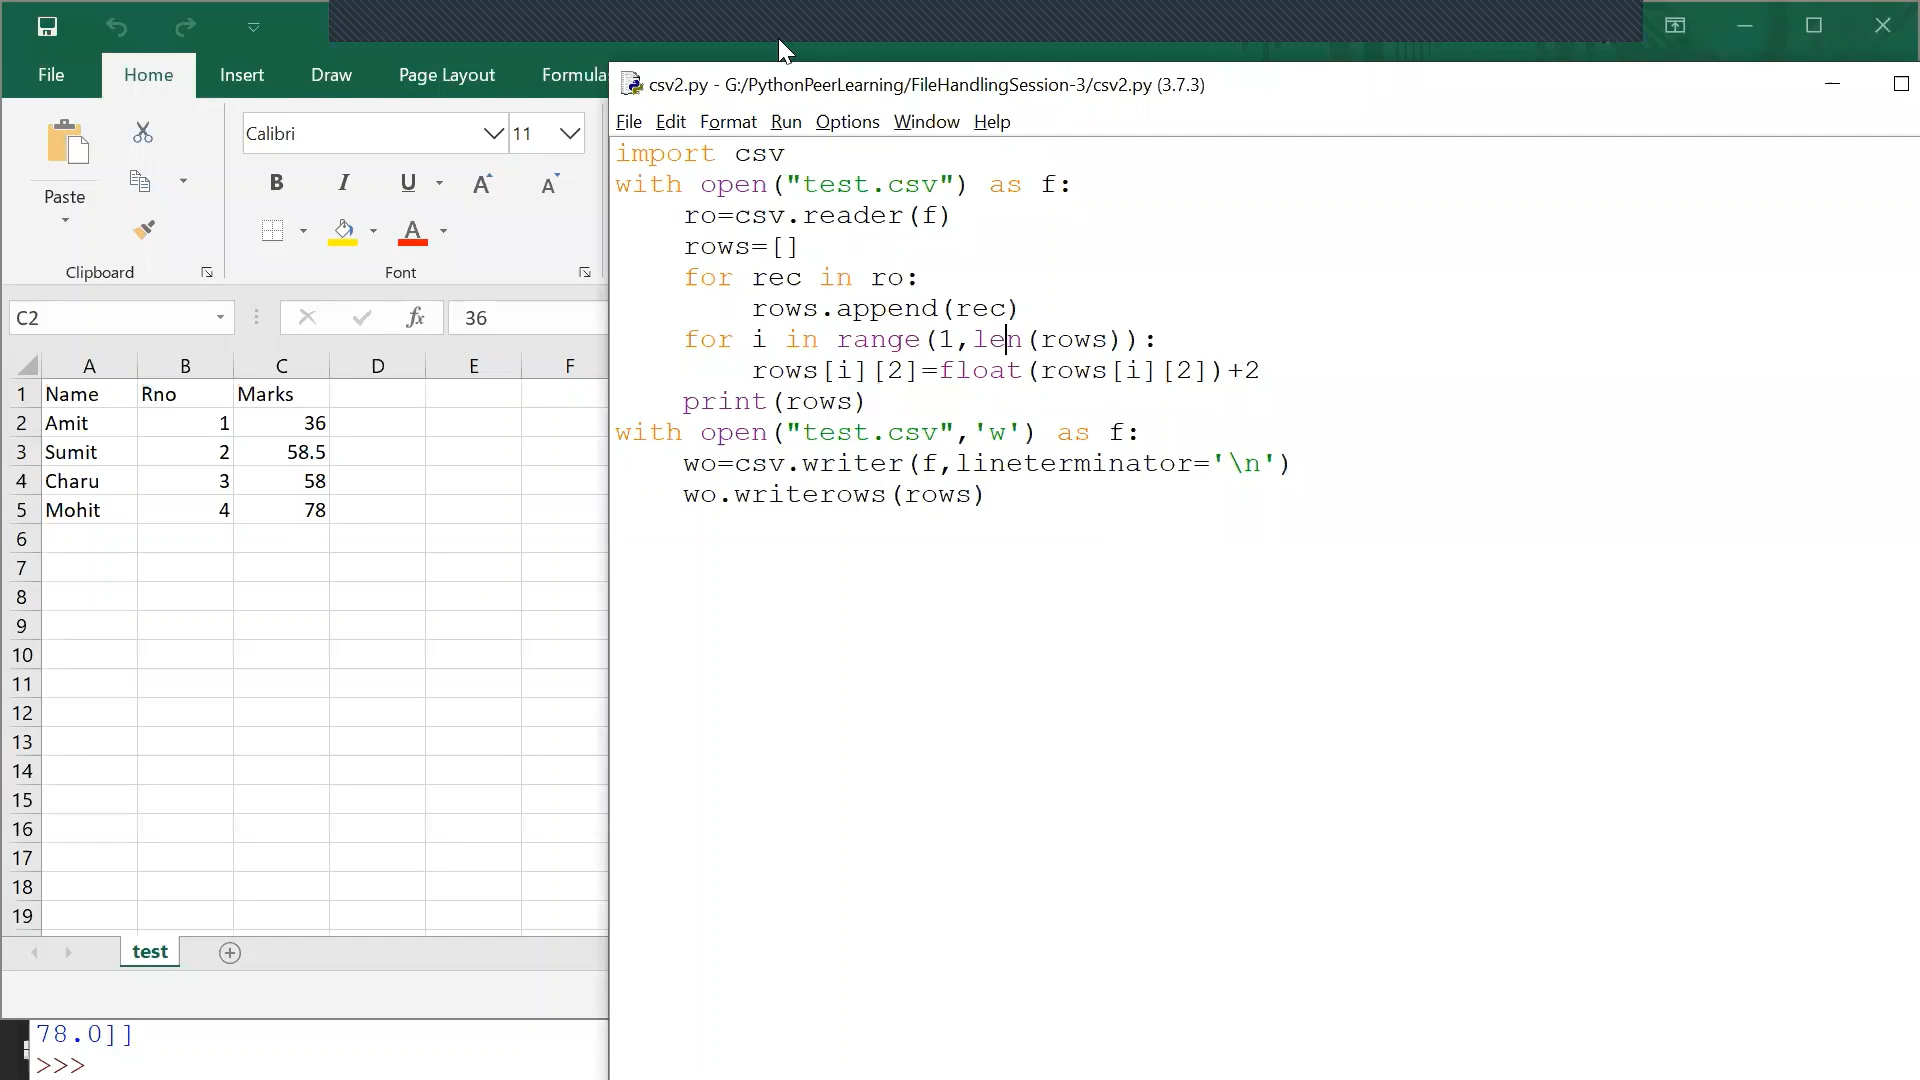 File Home Insert Draw Page Layout Formulas
Calibri 11
Paste
B I U A A
A
Clipboard Font
C2 fx 36
A B C D E F
1 Name Rno Marks
2 Amit 1 36
3 Sumit 2 58.5
4 Charu 3 58
5 Mohit 4 78
6
7
8
9
10
11
12
13
14
15
16
17
18
19
test
78.0]]
>>>
csv2.py - G:/PythonPeerLearning/FileHandlingSession-3/csv2.py (3.7.3)
File Edit Format Run Options Window Help
import csv
with open("test.csv") as f:
    ro=csv.reader(f)
    rows=[]
    for rec in ro:
        rows.append(rec)
    for i in range(1,len(rows)):
        rows[i][2]=float(rows[i][2])+2
    print(rows)
with open("test.csv",'w') as f:
    wo=csv.writer(f,lineterminator='\n')
    wo.writerows(rows)